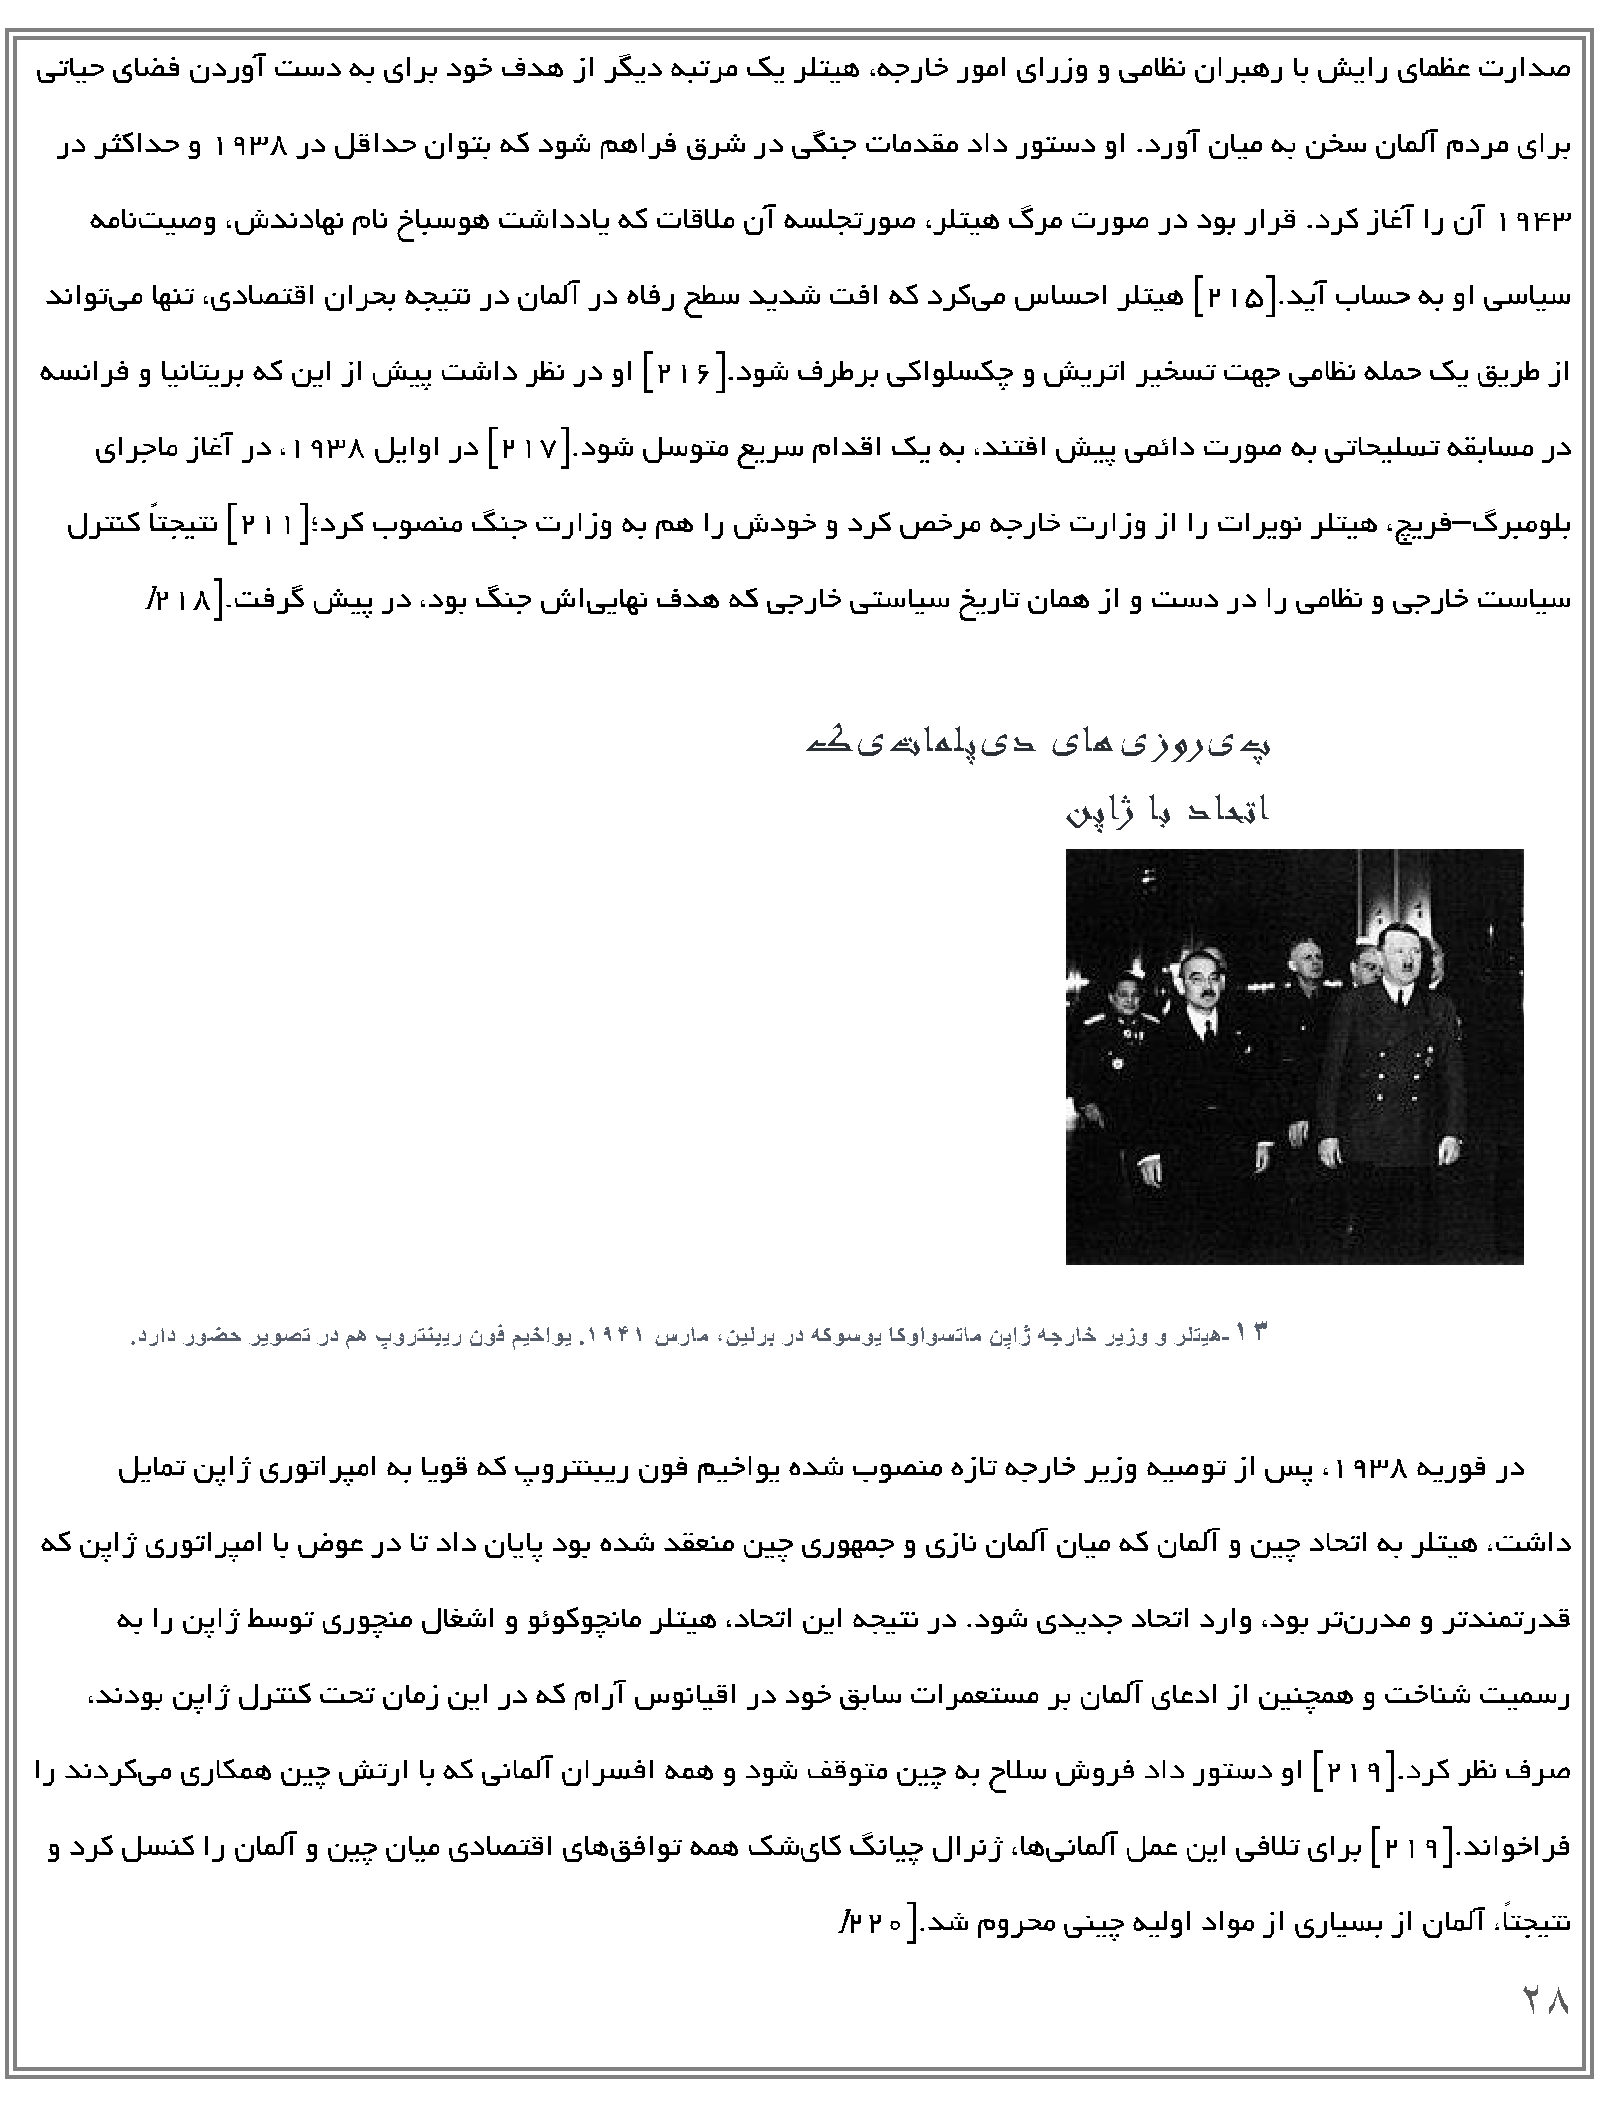 صدارت عظمای رایش با رهبران نظامی و وزرای امور خارجه، هیتلر یک مرتبه دیگر از هدف خود برای به دست آوردن فضای حیاتی
برای مردم آلمان سخن به میان آورد. او دستور داد مقدمات جنگی در شرق فراهم شود که بتوان حداقل در ۱۹۳۸ و حداکثر در
۱۹۴۳ آن را آغاز کرد. قرار بود در صورت مرگ هیتلر، صورتجلسه آن ملاقات که یادداشت هوسباخ نام نهادندش، وصیت‌نامه
سیاسی او به حساب آید.[۲۱۵] هیتلر احساس می‌کرد که افت شدید سطح رفاه در آلمان در نتیجه بحران اقتصادی، تنها می‌تواند
از طریق یک حمله نظامی جهت تسخیر اتریش و چکسلواکی برطرف شود.[۲۱۶] او در نظر داشت پیش از این که بریتانیا و فرانسه
در مسابقه تسلیحاتی به صورت دائمی پیش افتند، به یک اقدام سریع متوسل شود.[۲۱۷] در اوایل ۱۹۳۸، در آغاز ماجرای
بلومبرگ–فریچ، هیتلر نویرات را از وزارت خارجه مرخص کرد و خودش را هم به وزارت جنگ منصوب کرد؛[۲۱۱] نتیجتاً کنترل
سیاست خارجی و نظامی را در دست و از همان تاریخ سیاستی خارجی که هدف نهایی‌اش جنگ بود، در پیش گرفت.[۲۱۸/
پیروزی‌های دیپلماتیک
اتحاد با ژاپن
۱۳-هیتلر و وزیر خارجه ژاپن ماتسواوکا یوسوکه در برلین، مارس ۱۹۴۱. یواخیم فون ریبنتروپ هم در تصویر حضور دارد.
در فوریه ۱۹۳۸، پس از توصیه وزیر خارجه تازه منصوب شده یواخیم فون ریبنتروپ که قویا به امپراتوری ژاپن تمایل
داشت، هیتلر به اتحاد چین و آلمان که میان آلمان نازی و جمهوری چین منعقد شده بود پایان داد تا در عوض با امپراتوری ژاپن که
قدرتمندتر و مدرن‌تر بود، وارد اتحاد جدیدی شود. در نتیجه این اتحاد، هیتلر مانچوکوئو و اشغال منچوری توسط ژاپن را به
رسمیت شناخت و همچنین از ادعای آلمان بر مستعمرات سابق خود در اقیانوس آرام که در این زمان تحت کنترل ژاپن بودند،
صرف نظر کرد.[۲۱۹] او دستور داد فروش سلاح به چین متوقف شود و همه افسران آلمانی که با ارتش چین همکاری می‌کردند را
فراخواند.[۲۱۹] برای تلافی این عمل آلمانی‌ها، ژنرال چیانگ کای‌شک همه توافق‌های اقتصادی میان چین و آلمان را کنسل کرد و
نتیجتاً، آلمان از بسیاری از مواد اولیه چینی محروم شد.[۲۲۰/
۲۸